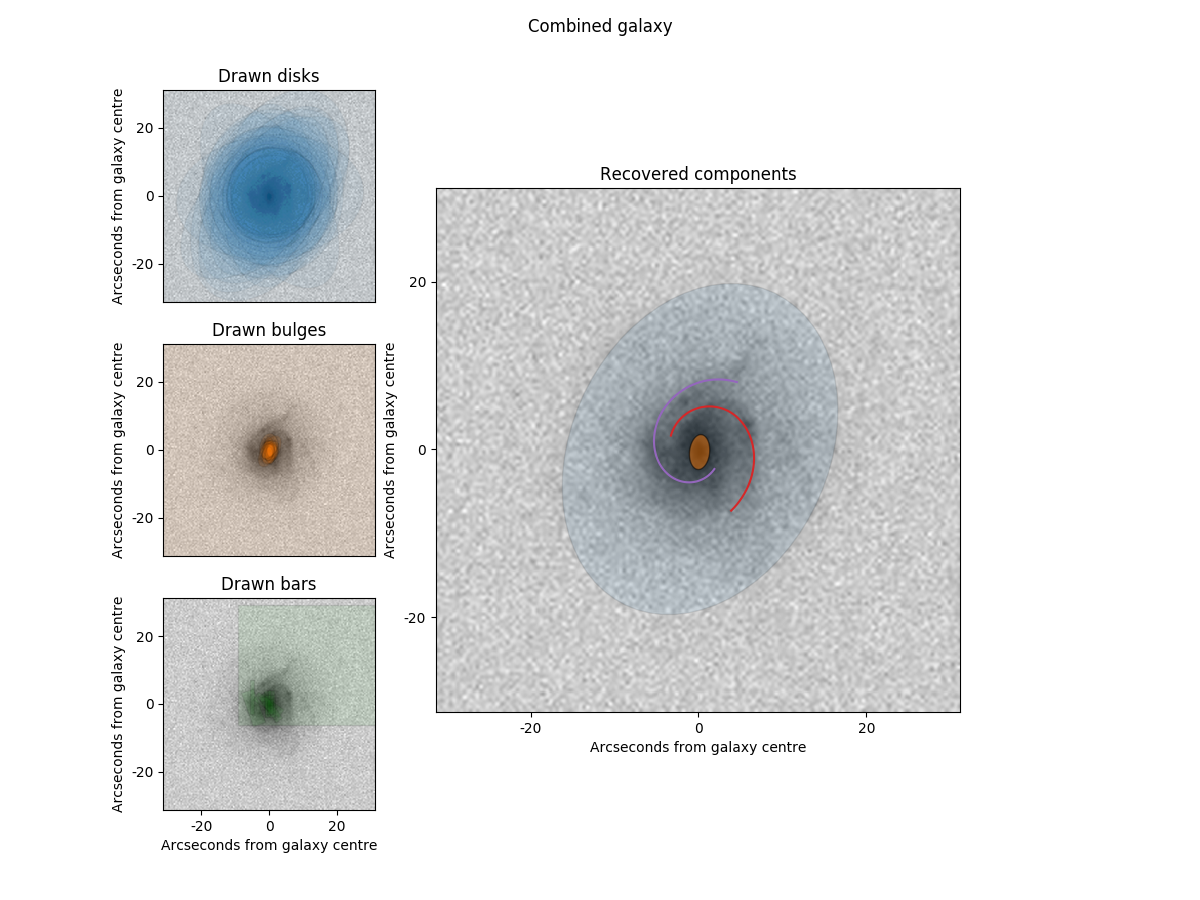 Combined galaxy
Drawn disks
Arcseconds from galaxy centre
20
0
-20
Drawn bulges
Arcseconds from galaxy centre
20
0
-20
Drawn bars
Arcseconds from galaxy centre
20
0
-20
-20 0 20
Arcseconds from galaxy centre
Recovered components
Arcseconds from galaxy centre
20
0
-20
-20 0 20
Arcseconds from galaxy centre